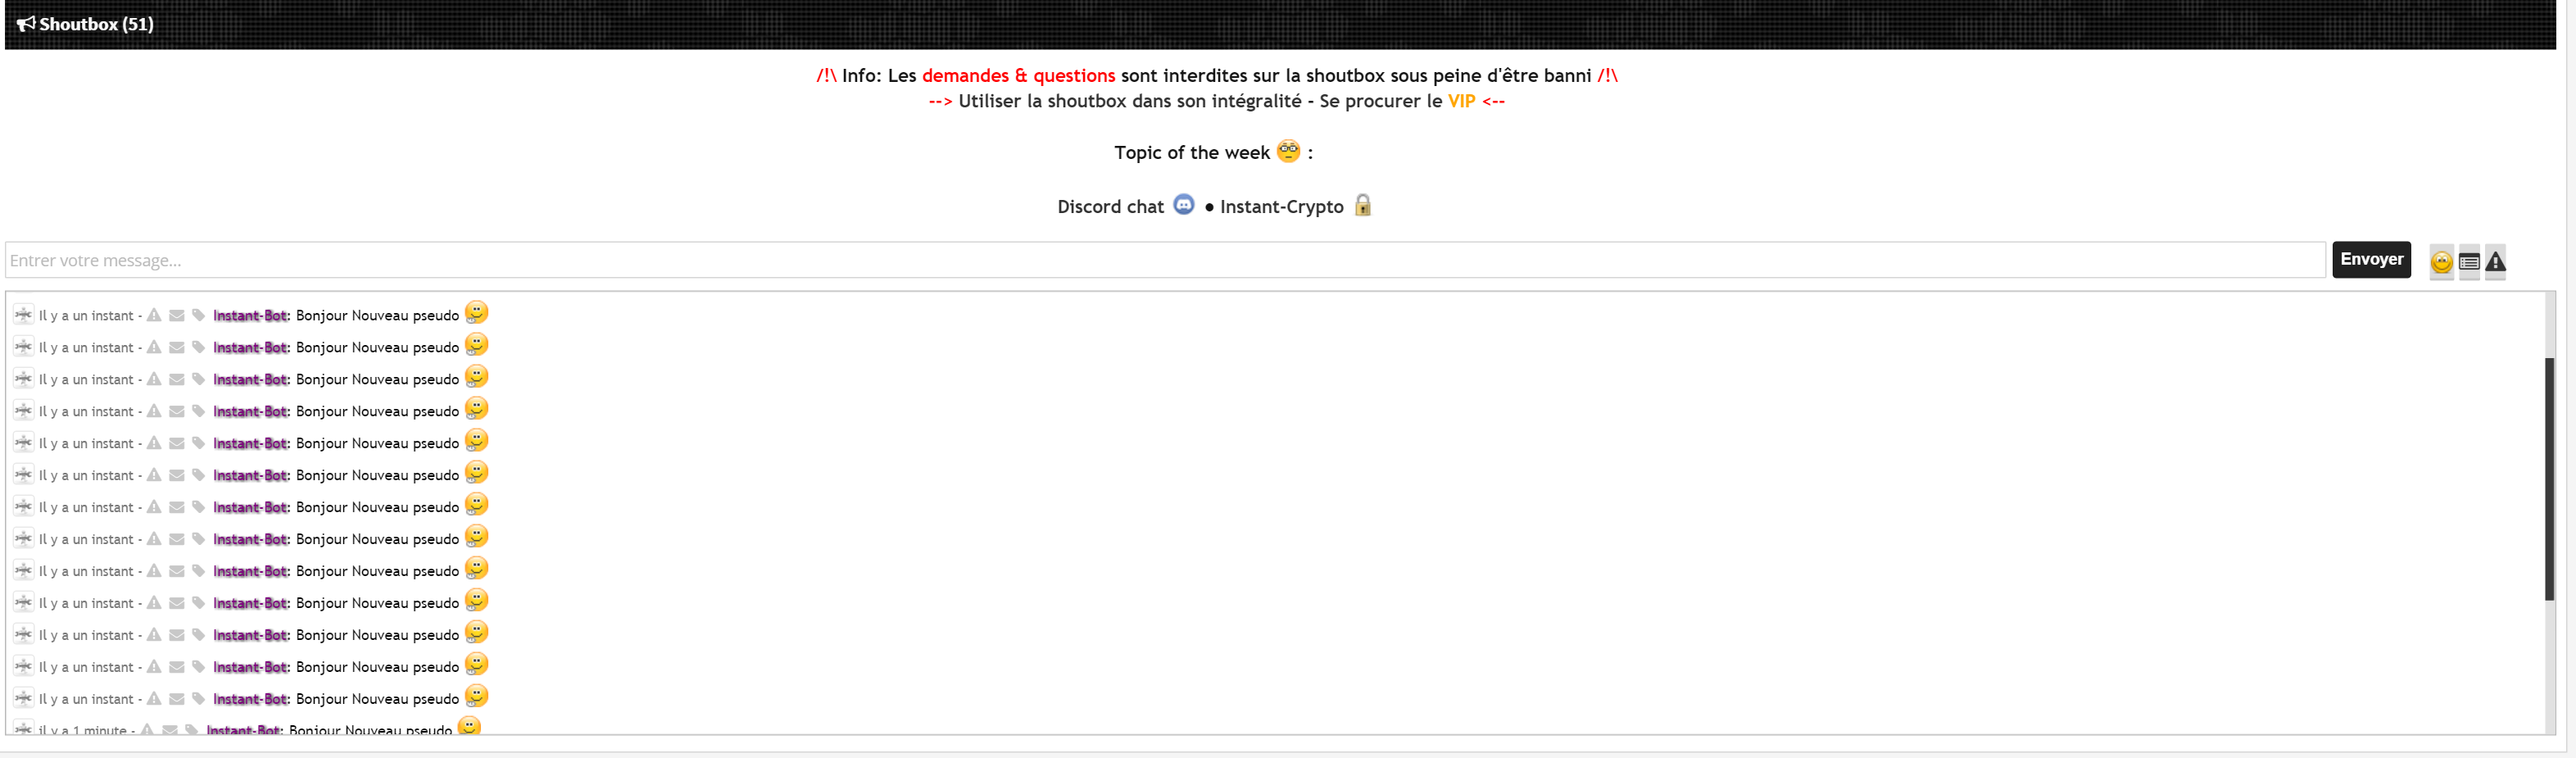 Shoutbox (51)
/!\ Info: Les demandes & questions sont interdites sur la shoutbox sous peine d'être banni /!\
--> Utiliser la shoutbox dans son intégralité - Se procurer le VIP <--
Topic of the week :
Discord chat • Instant-Crypto
Entrer votre message...
Envoyer
Il y a un instant - Instant-Bot: Bonjour Nouveau pseudo
Il y a un instant - Instant-Bot: Bonjour Nouveau pseudo
Il y a un instant - Instant-Bot: Bonjour Nouveau pseudo
Il y a un instant - Instant-Bot: Bonjour Nouveau pseudo
Il y a un instant - Instant-Bot: Bonjour Nouveau pseudo
Il y a un instant - Instant-Bot: Bonjour Nouveau pseudo
Il y a un instant - Instant-Bot: Bonjour Nouveau pseudo
Il y a un instant - Instant-Bot: Bonjour Nouveau pseudo
Il y a un instant - Instant-Bot: Bonjour Nouveau pseudo
Il y a un instant - Instant-Bot: Bonjour Nouveau pseudo
Il y a un instant - Instant-Bot: Bonjour Nouveau pseudo
Il y a un instant - Instant-Bot: Bonjour Nouveau pseudo
Il y a un instant - Instant-Bot: Bonjour Nouveau pseudo
il y a 1 minute - Instant-Bot: Bonjour Nouveau pseudo